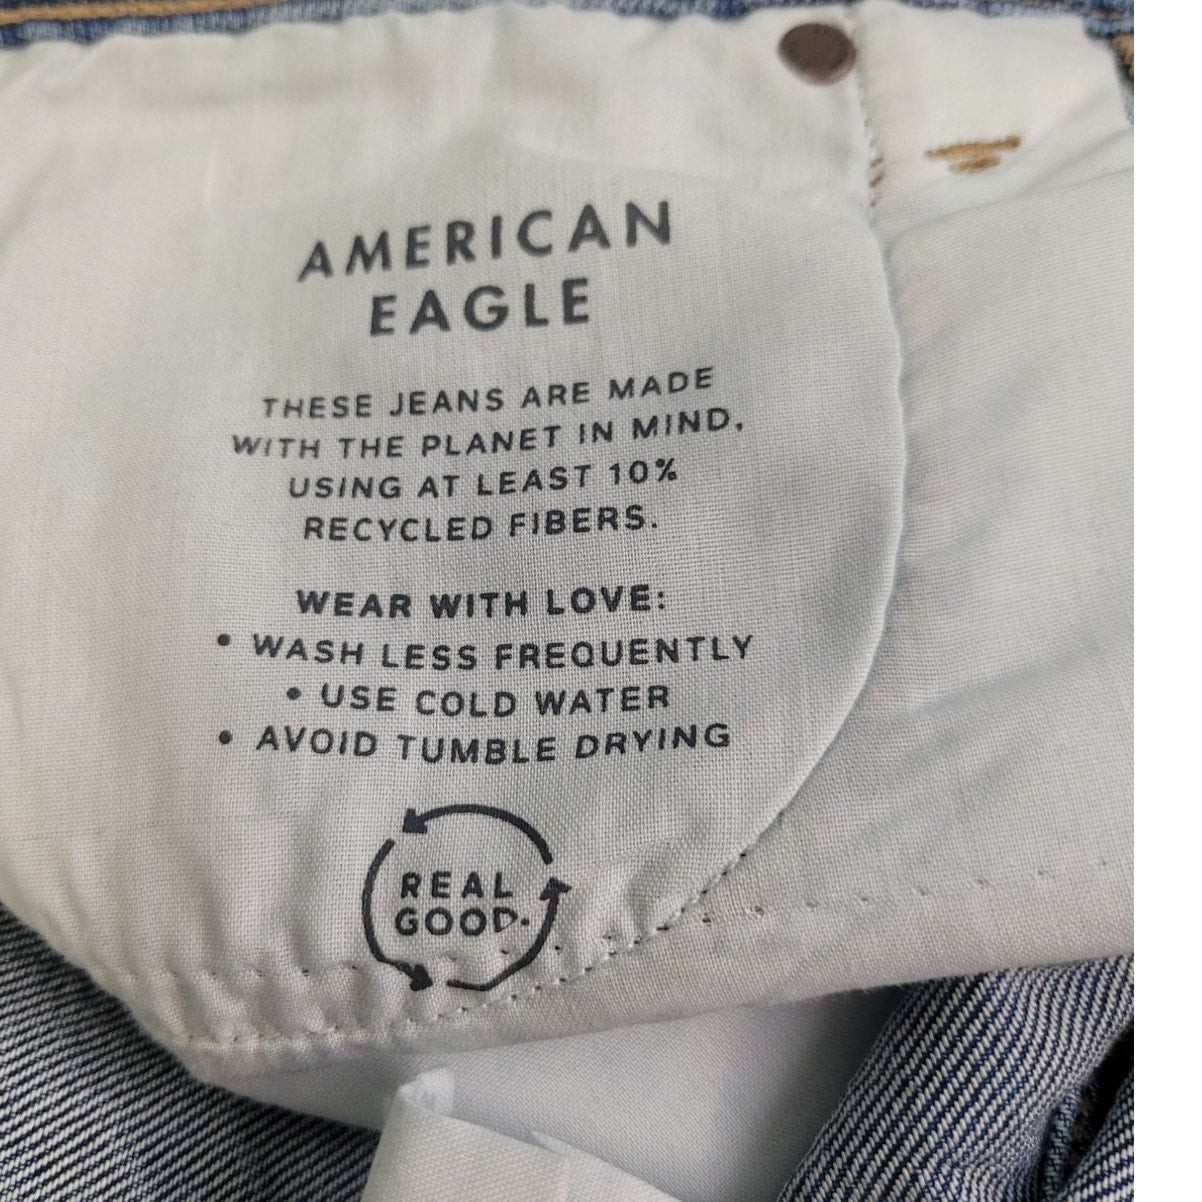 AMERICAN
EAGLE
THESE JEANS ARE MADE
WITH THE PLANET IN MIND,
USING AT LEAST 10%
RECYCLED FIBERS.
WEAR WITH LOVE:
• WASH LESS FREQUENTLY
• USE COLD WATER
• AVOID TUMBLE DRYING
REAL
GOOD.